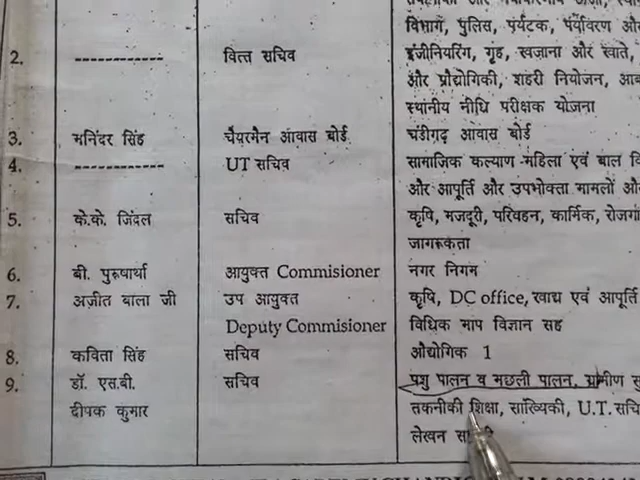 विभाग, पुलिस, पर्यटक, पर्यावरण और
2. ------------ वित्त सचिव इंजीनियरिंग, गृह, खज़ाना और खाते,
और प्रौद्योगिकी, शहरी नियोजन,
स्थानीय नीधि परीक्षक योजना
3. मनिंदर सिंह चैयरमैन आवास बोर्ड चंडीगढ़ आवास बोर्ड
4. ------------ UT सचिव सामाजिक कल्याण महिला एवं बाल
और आपूर्ति और उपभोक्ता मामलों
5. के.के. जिंदल सचिव कृषि, मजदूरी, परिवहन, कार्मिक,
जागरूकता
6. बी. पुरूषार्था आयुक्त Commisioner नगर निगम
7. अजीत बाला जी उप आयुक्त कृषि, DC office, खाद्य एवं आपूर्ति
Deputy Commisioner विधिक माप विज्ञान सह
8. कविता सिंह सचिव औद्योगिक 1
9. डॉ. एस.बी. सचिव पशु पालन व मछली पालन, ग्रामीण
दीपक कुमार तकनीकी शिक्षा, सांख्यिकी, U.T.
लेखन